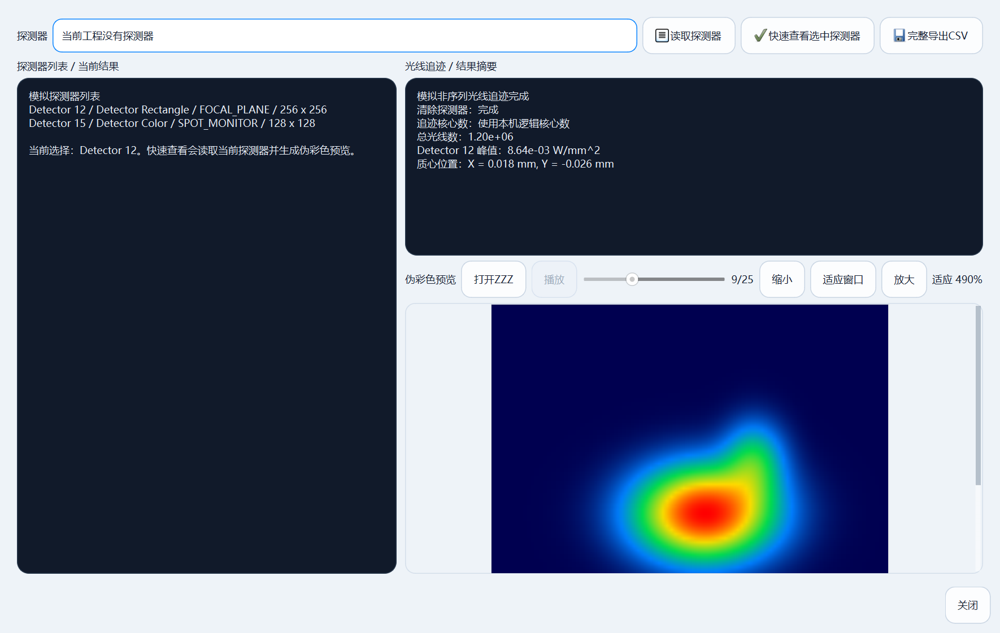 探测器
当前工程没有探测器
读取探测器
快速查看选中探测器
完整导出CSV
探测器列表 / 当前结果
模拟探测器列表
Detector 12 / Detector Rectangle / FOCAL_PLANE / 256 x 256
Detector 15 / Detector Color / SPOT_MONITOR / 128 x 128
当前选择：Detector 12。快速查看会读取当前探测器并生成伪彩色预览。
光线追迹 / 结果摘要
模拟非序列光线追迹完成
清除探测器：完成
追迹核心数：使用本机逻辑核心数
总光线数：1.20e+06
Detector 12 峰值：8.64e-03 W/mm^2
质心位置：X = 0.018 mm, Y = -0.026 mm
伪彩色预览
打开ZZZ
播放
9/25
缩小
适应窗口
放大
适应 490%
关闭